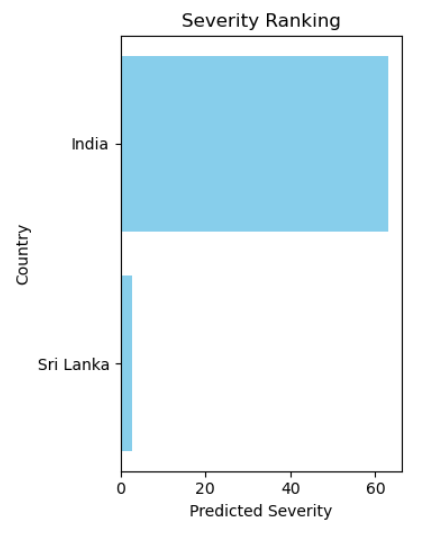 Severity Ranking
Country
India
Sri Lanka
0 20 40 60
Predicted Severity